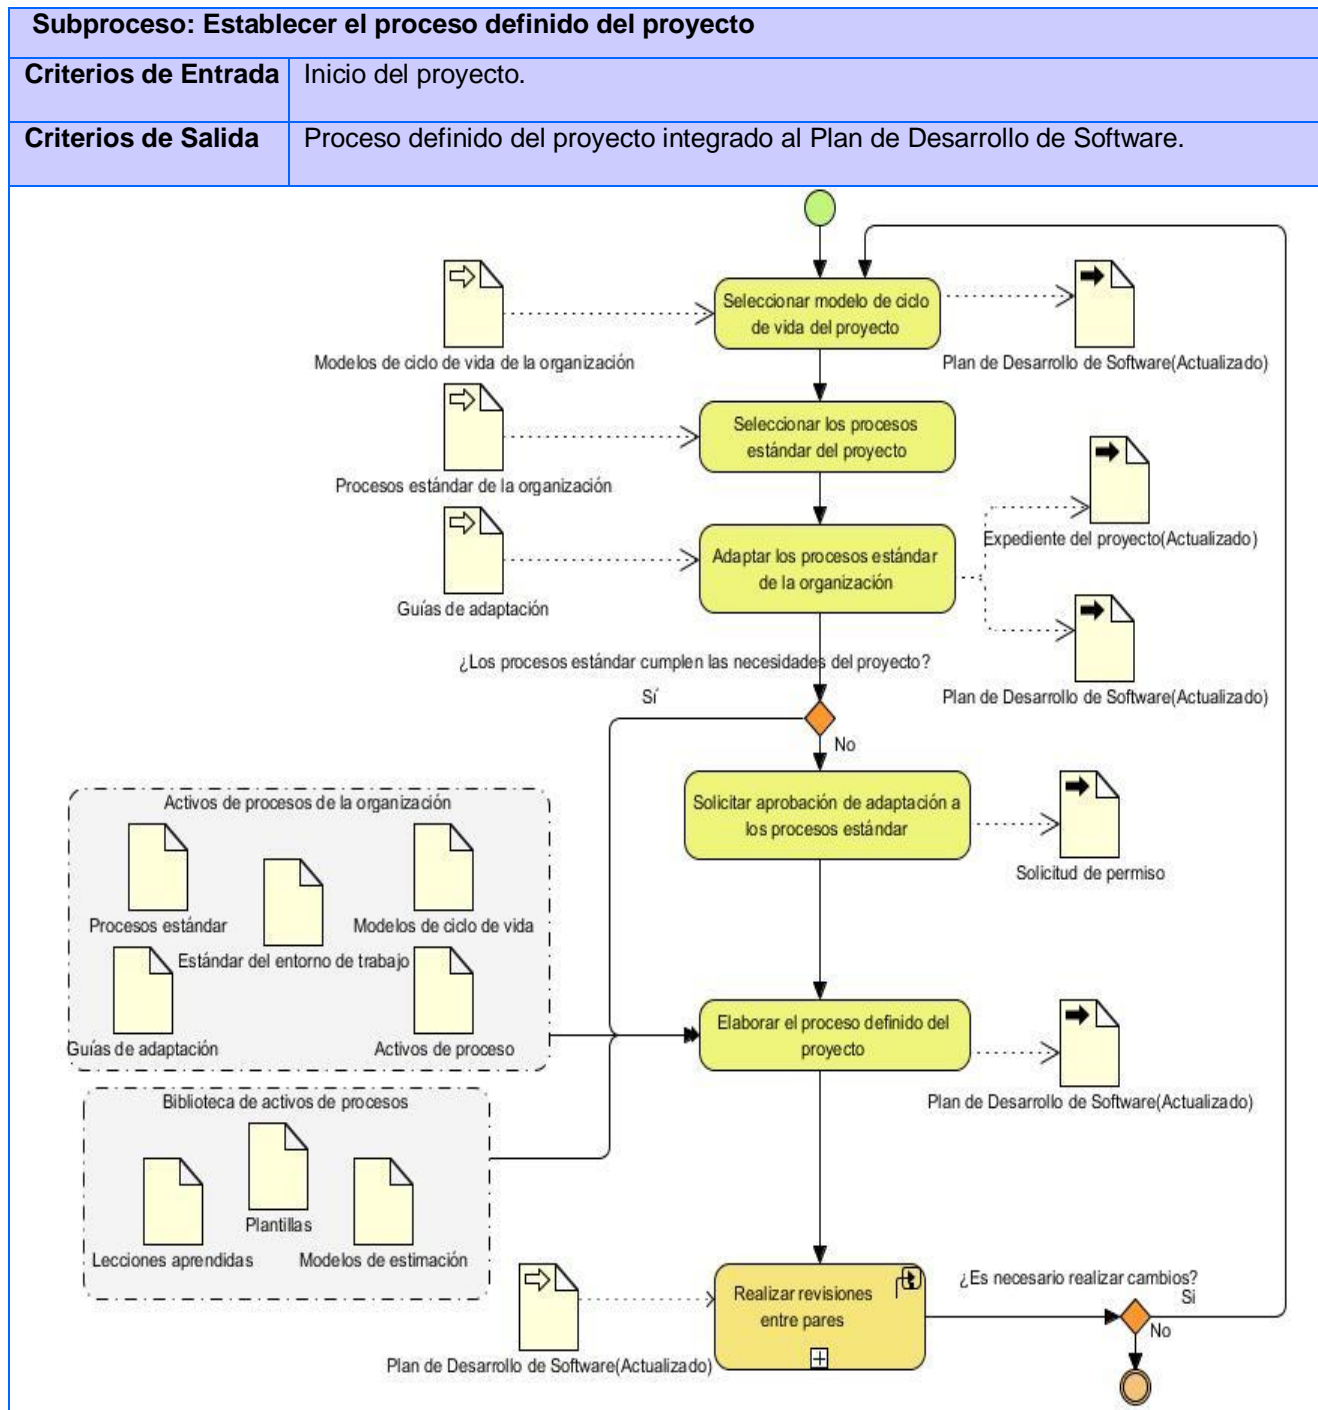 Subproceso: Establecer el proceso definido del proyecto
Criterios de Entrada
Inicio del proyecto.
Criterios de Salida
Proceso definido del proyecto integrado al Plan de Desarrollo de Software.
Seleccionar modelo de ciclo
de vida del proyecto
Modelos de ciclo de vida de la organización
Plan de Desarrollo de Software(Actualizado)
Seleccionar los procesos
estándar del proyecto
Procesos estándar de la organización
Expediente del proyecto(Actualizado)
Adaptar los procesos estándar
de la organización
Guías de adaptación
¿Los procesos estándar cumplen las necesidades del proyecto?
Plan de Desarrollo de Software(Actualizado)
Sí
No
Solicitar aprobación de adaptación a
los procesos estándar
Solicitud de permiso
Activos de procesos de la organización
Procesos estándar
Modelos de ciclo de vida
Estándar del entorno de trabajo
Guías de adaptación
Activos de proceso
Elaborar el proceso definido del
proyecto
Plan de Desarrollo de Software(Actualizado)
Biblioteca de activos de procesos
Plantillas
Lecciones aprendidas
Modelos de estimación
Realizar revisiones
entre pares
Plan de Desarrollo de Software(Actualizado)
¿Es necesario realizar cambios?
Si
No